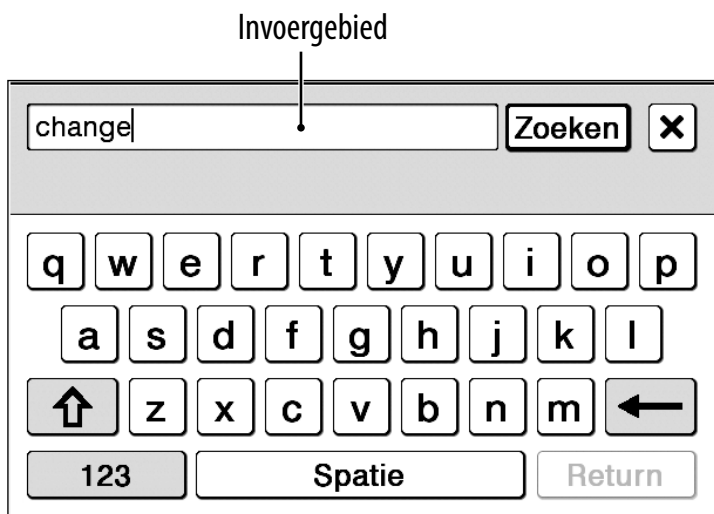 Invoergebied
change Zoeken
q w e r t y u i o p
a s d f g h j k l
z x c v b n m
123 Spatie Return